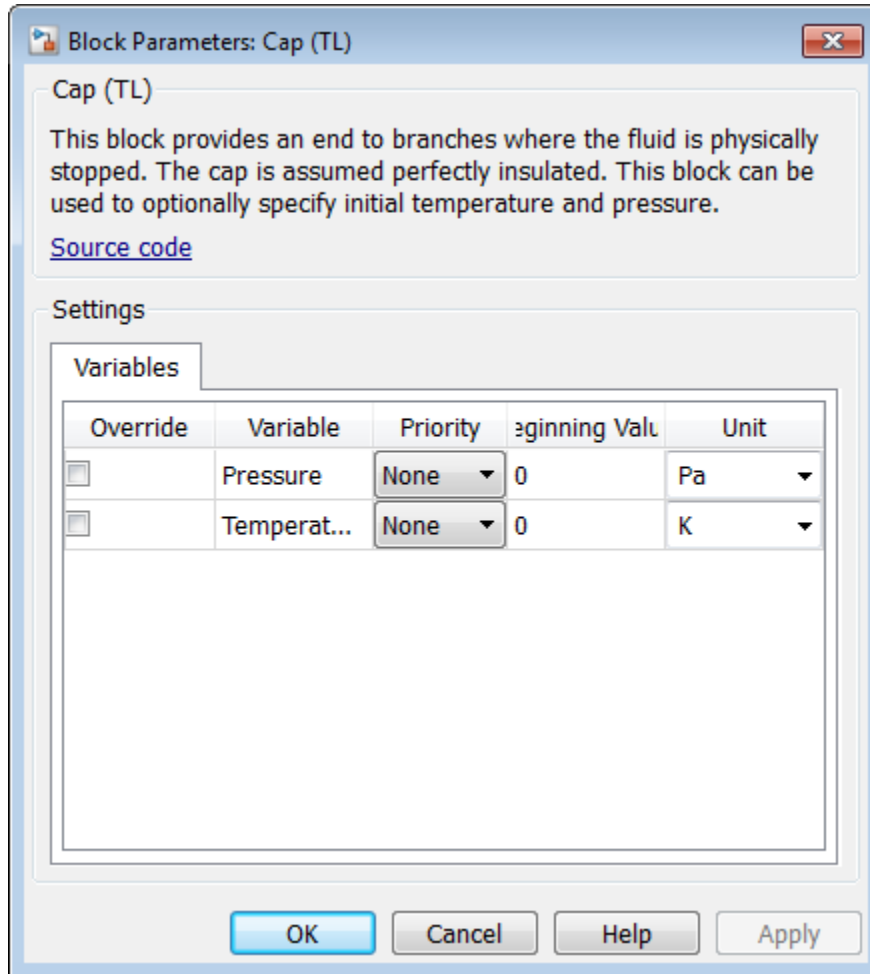 Block Parameters: Cap (TL)
Cap (TL)
This block provides an end to branches where the fluid is physically
stopped. The cap is assumed perfectly insulated. This block can be
used to optionally specify initial temperature and pressure.
Source code
Settings
Variables
Override Variable Priority eginning Valu Unit
Pressure None 0 Pa
Temperat... None 0 K
OK Cancel Help Apply